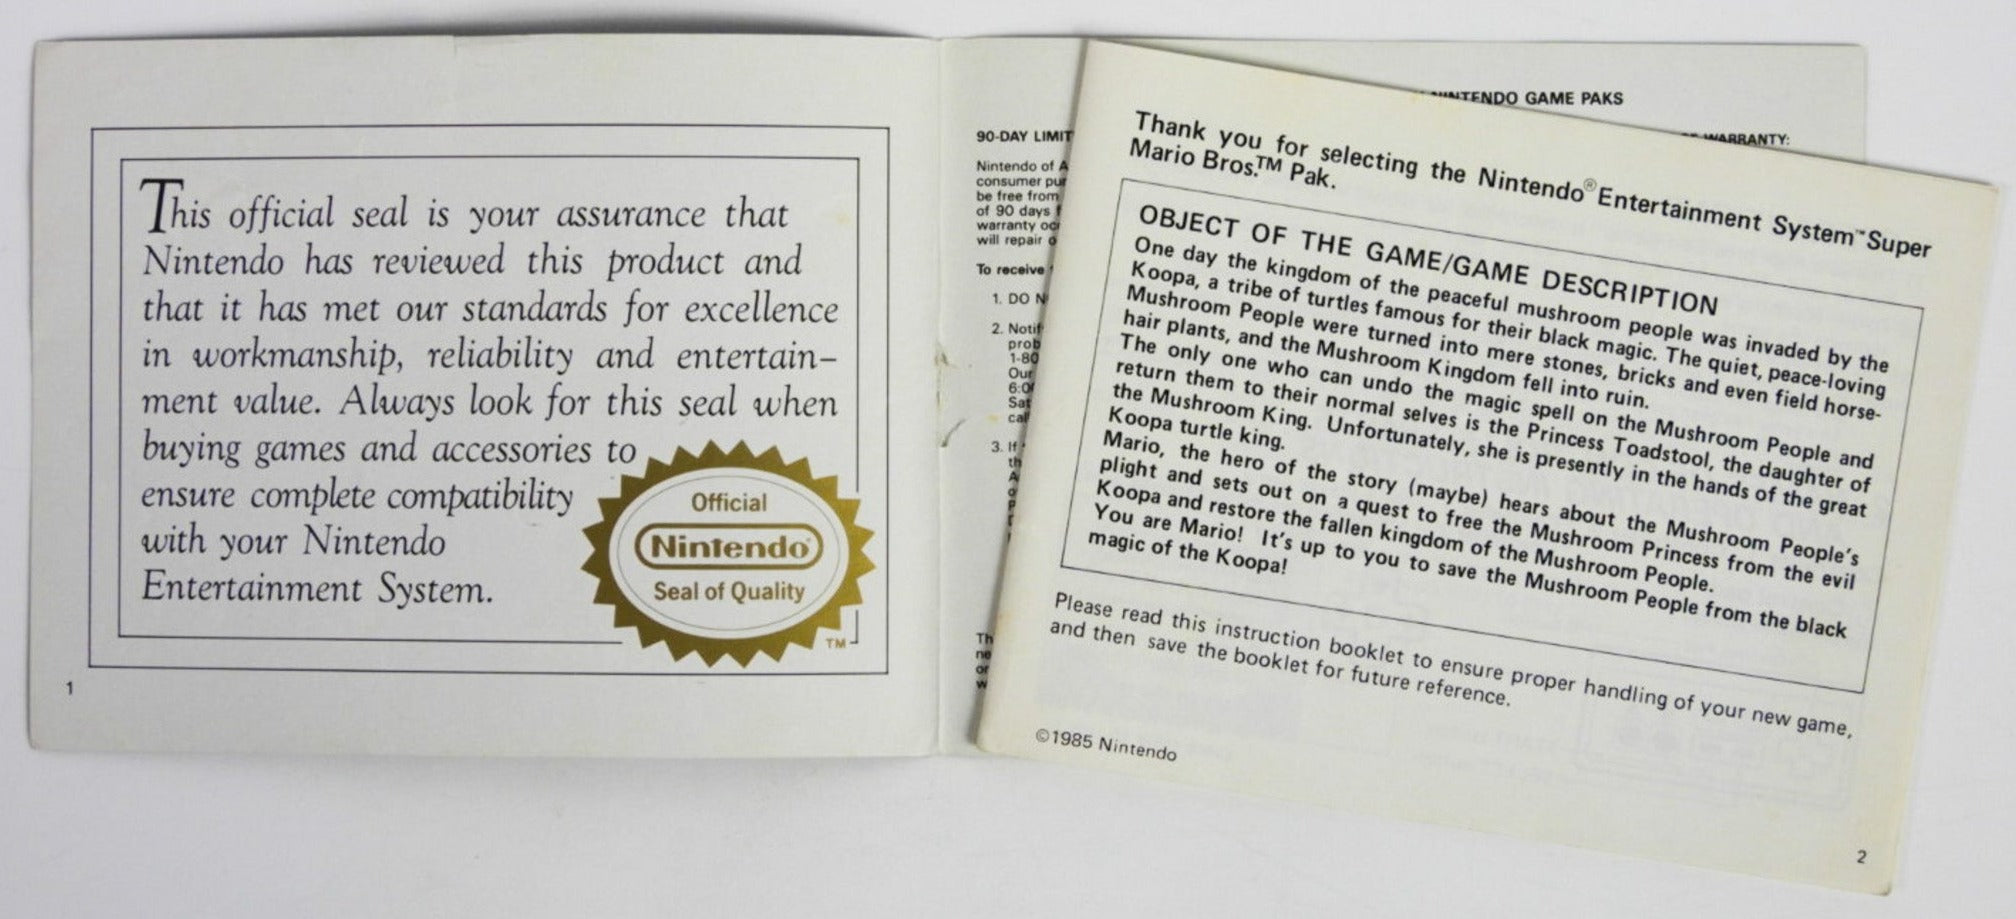 This official seal is your assurance that
Nintendo has reviewed this product and
that it has met our standards for excellence
in workmanship, reliability and entertain-
ment value. Always look for this seal when
buying games and accessories to
ensure complete compatibility
with your Nintendo
Entertainment System.
Official
Nintendo®
Seal of Quality
TM
1
NINTENDO GAME PAKS
90-DAY LIMIT
WARRANTY:
Nintendo of A
consumer pur
be free from
of 90 days
warranty
will repair
To receive
1. DO
2. Notif
prob
1-80
Our
6:0
Sat
cal
3. If
th
Th
ne
or
w
Thank you for selecting the Nintendo® Entertainment System™ Super
Mario Bros.™ Pak.
OBJECT OF THE GAME/GAME DESCRIPTION
One day the kingdom of the peaceful mushroom people was invaded by the
Koopa, a tribe of turtles famous for their black magic. The quiet, peace-loving
Mushroom People were turned into mere stones, bricks and even field horse-
hair plants, and the Mushroom Kingdom fell into ruin.
The only one who can undo the magic spell on the Mushroom People and
return them to their normal selves is the Princess Toadstool, the daughter of
the Mushroom King. Unfortunately, she is presently in the hands of the great
Koopa turtle king.
Mario, the hero of the story (maybe) hears about the Mushroom People's
plight and sets out on a quest to free the Mushroom Princess from the evil
Koopa and restore the fallen kingdom of the Mushroom People.
You are Mario! It's up to you to save the Mushroom People from the black
magic of the Koopa!
Please read this instruction booklet to ensure proper handling of your new game,
and then save the booklet for future reference.
©1985 Nintendo
2